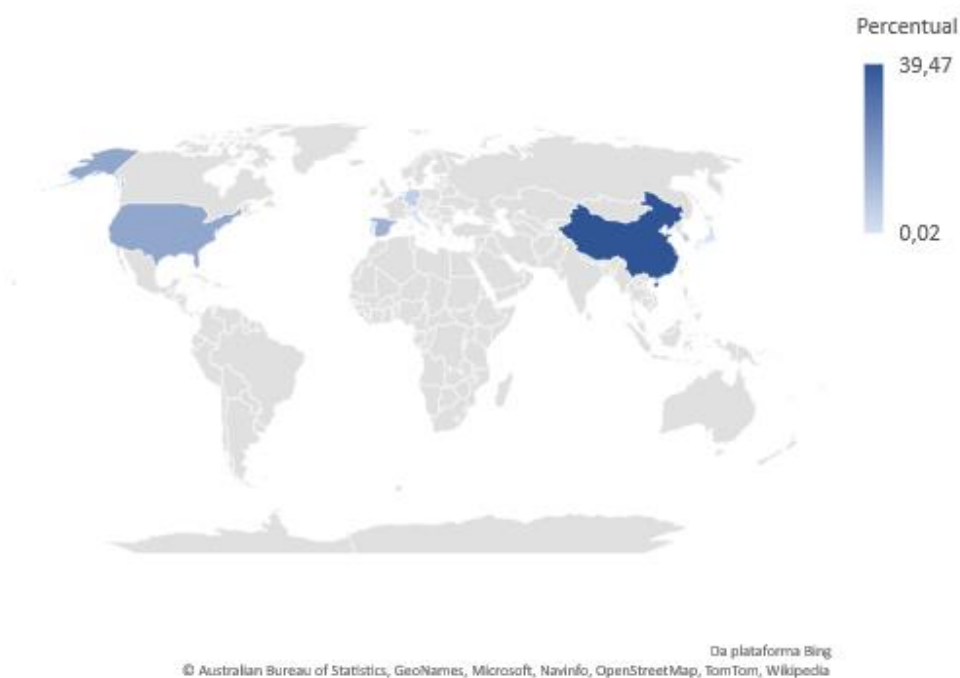 Percentual
39,47
0,02
Da plataforma Bing
© Australian Bureau of Statistics, GeoNames, Microsoft, Navinfo, OpenStreetMap, TomTom, Wikipedia